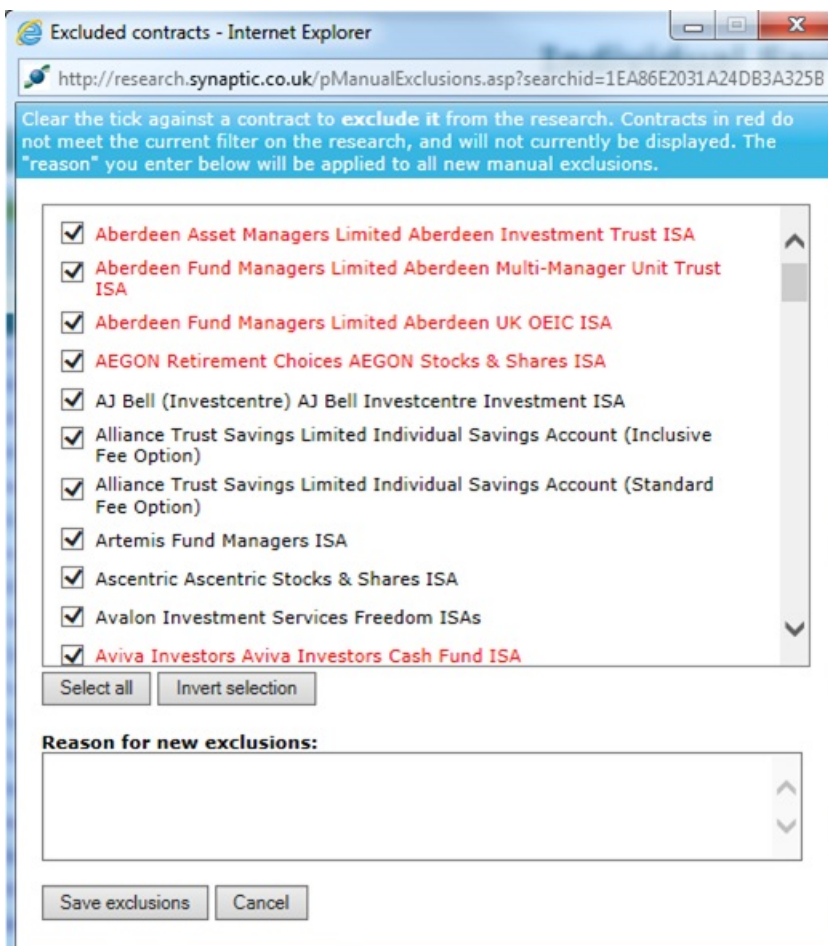 Excluded contracts - Internet Explorer
http://research.synaptic.co.uk/pManualExclusions.asp?searchid=1EA86E2031A24DB3A325B
Clear the tick against a contract to exclude it from the research. Contracts in red do
not meet the current filter on the research, and will not currently be displayed. The
"reason" you enter below will be applied to all new manual exclusions.
Aberdeen Asset Managers Limited Aberdeen Investment Trust ISA
Aberdeen Fund Managers Limited Aberdeen Multi-Manager Unit Trust
ISA
Aberdeen Fund Managers Limited Aberdeen UK OEIC ISA
AEGON Retirement Choices AEGON Stocks & Shares ISA
AJ Bell (Investcentre) AJ Bell Investcentre Investment ISA
Alliance Trust Savings Limited Individual Savings Account (Inclusive
Fee Option)
Alliance Trust Savings Limited Individual Savings Account (Standard
Fee Option)
Artemis Fund Managers ISA
Ascentric Ascentric Stocks & Shares ISA
Avalon Investment Services Freedom ISAs
Aviva Investors Aviva Investors Cash Fund ISA
Select all Invert selection
Reason for new exclusions:
Save exclusions Cancel